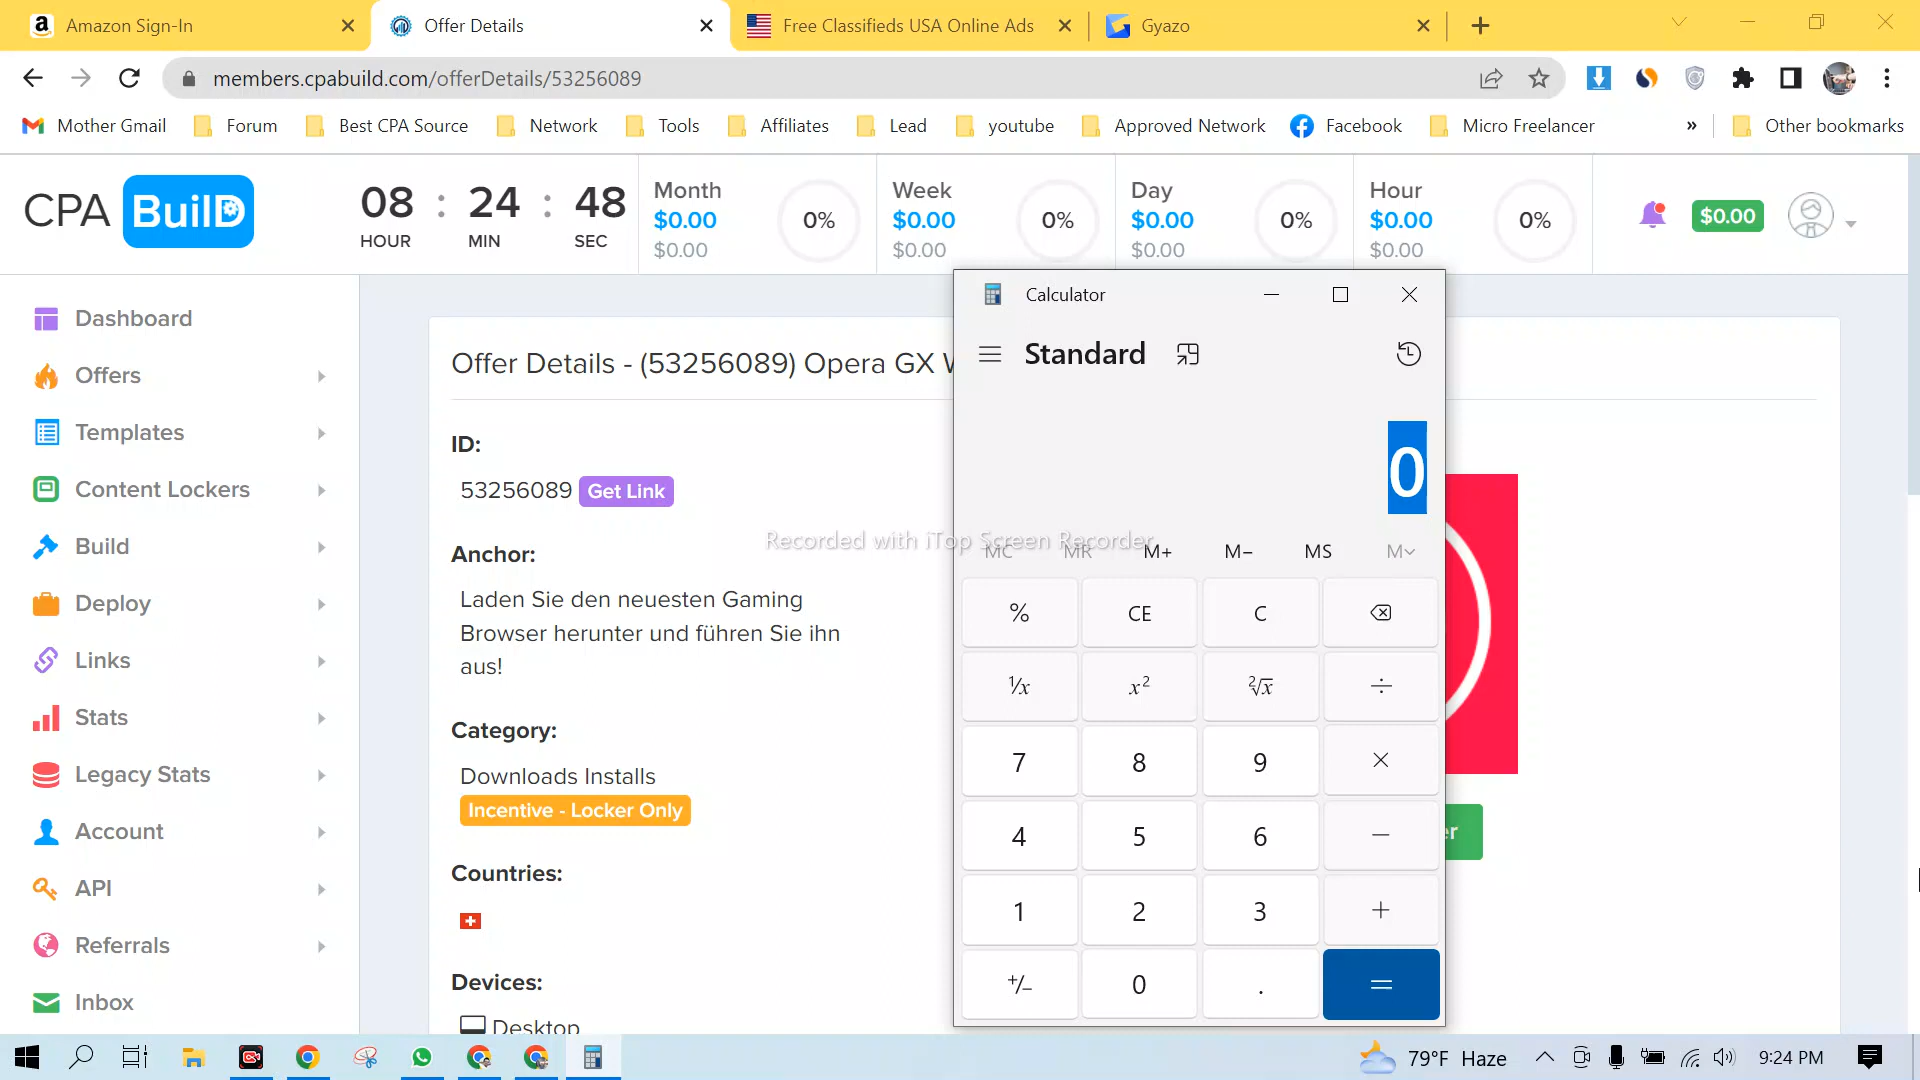 Amazon Sign-In
Offer Details
Free Classifieds USA Online Ads
Gyazo
members.cpabuild.com/offerDetails/53256089
Mother Gmail
Forum
Best CPA Source
Network
Tools
Affiliates
Lead
youtube
Approved Network
Facebook
Micro Freelancer
»
Other bookmarks
CPA BuilD
08 : 24 : 48
HOUR MIN SEC
Month
$0.00
$0.00
0%
Week
$0.00
$0.00
0%
Day
$0.00
$0.00
0%
Hour
$0.00
$0.00
0%
$0.00
Dashboard
Offers
Templates
Content Lockers
Build
Deploy
Links
Stats
Legacy Stats
Account
API
Referrals
Inbox
Offer Details - (53256089) Opera GX
ID:
53256089 Get Link
Anchor:
Laden Sie den neuesten Gaming
Browser herunter und führen Sie ihn
aus!
Category:
Downloads Installs
Incentive - Locker Only
Countries:
Devices:
Desktop
Recorded with iTop Screen Recorder
Calculator
Standard
0
MC MR M+ M− MS M
% CE C
⅟x x² ²√x ÷
7 8 9 ×
4 5 6 −
1 2 3 +
+/− 0 . =
er
79°F Haze
9:24 PM